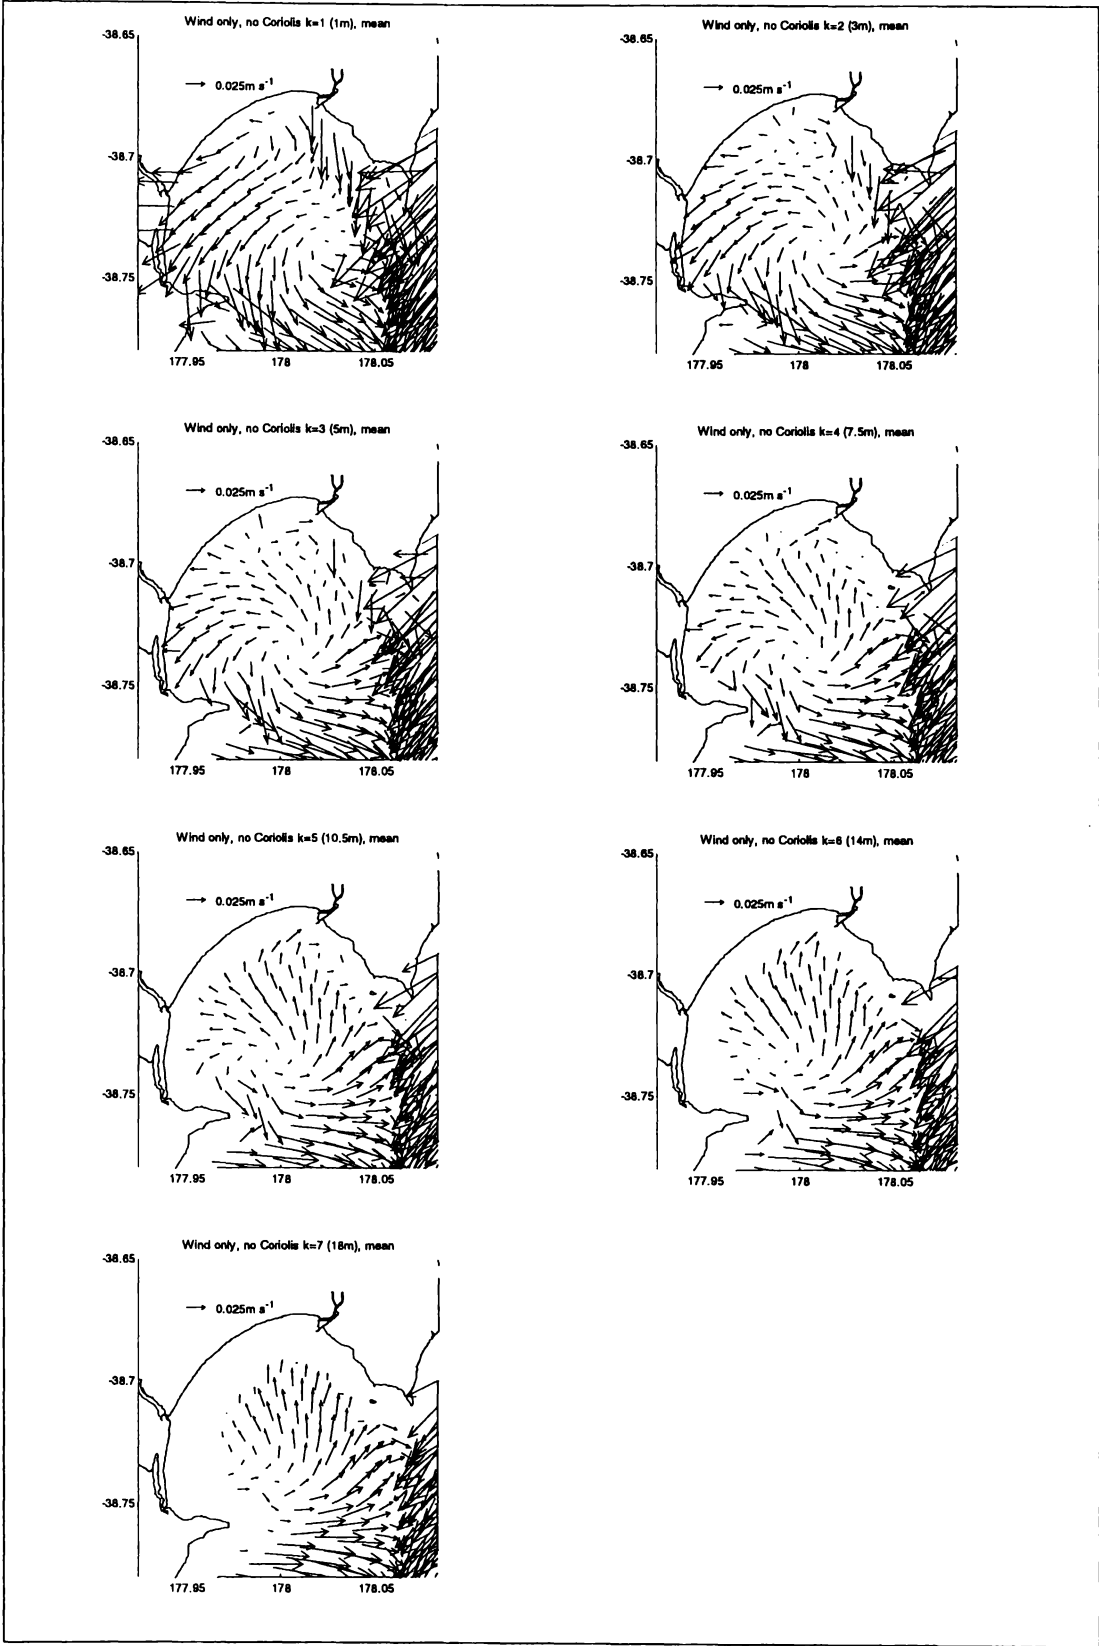 Wind only, no Coriolis k=1 (1m), mean
-38.65
0.025m s-1
-38.7
-38.75
177.95 178 178.05
Wind only, no Coriolis k=2 (3m), mean
-38.65
0.025m s-1
-38.7
-38.75
177.95 178 178.05
Wind only, no Coriolis k=3 (5m), mean
-38.65
0.025m s-1
-38.7
-38.75
177.95 178 178.05
Wind only, no Coriolis k=4 (7.5m), mean
-38.65
0.025m s-1
-38.7
-38.75
177.95 178 178.05
Wind only, no Coriolis k=5 (10.5m), mean
-38.65
0.025m s-1
-38.7
-38.75
177.95 178 178.05
Wind only, no Coriolis k=6 (14m), mean
-38.65
0.025m s-1
-38.7
-38.75
177.95 178 178.05
Wind only, no Coriolis k=7 (18m), mean
-38.65
0.025m s-1
-38.7
-38.75
177.95 178 178.05